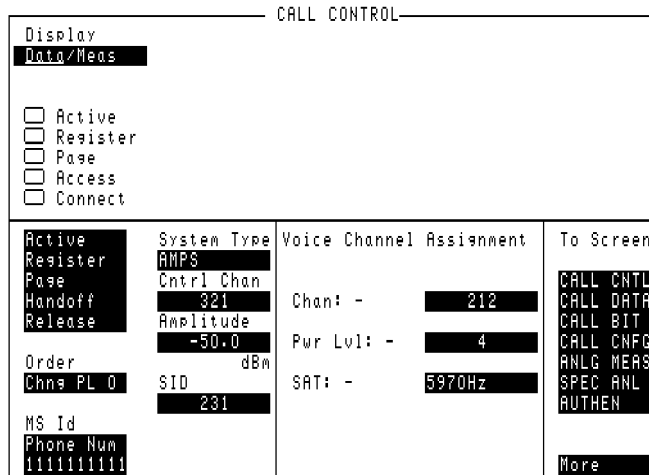 CALL CONTROL
Display
Data/Meas
Active
Register
Page
Access
Connect
Active
Register
Page
Handoff
Release
Order
Chng PL 0
MS Id
Phone Num
1111111111
System Type
AMPS
Cntrl Chan
321
Amplitude
-50.0
dBm
SID
231
Voice Channel Assignment
Chan: - 212
Pwr Lvl: - 4
SAT: - 5970Hz
To Screen
CALL CNTL
CALL DATA
CALL BIT
CALL CNFG
ANLG MEAS
SPEC ANL
AUTHEN
More